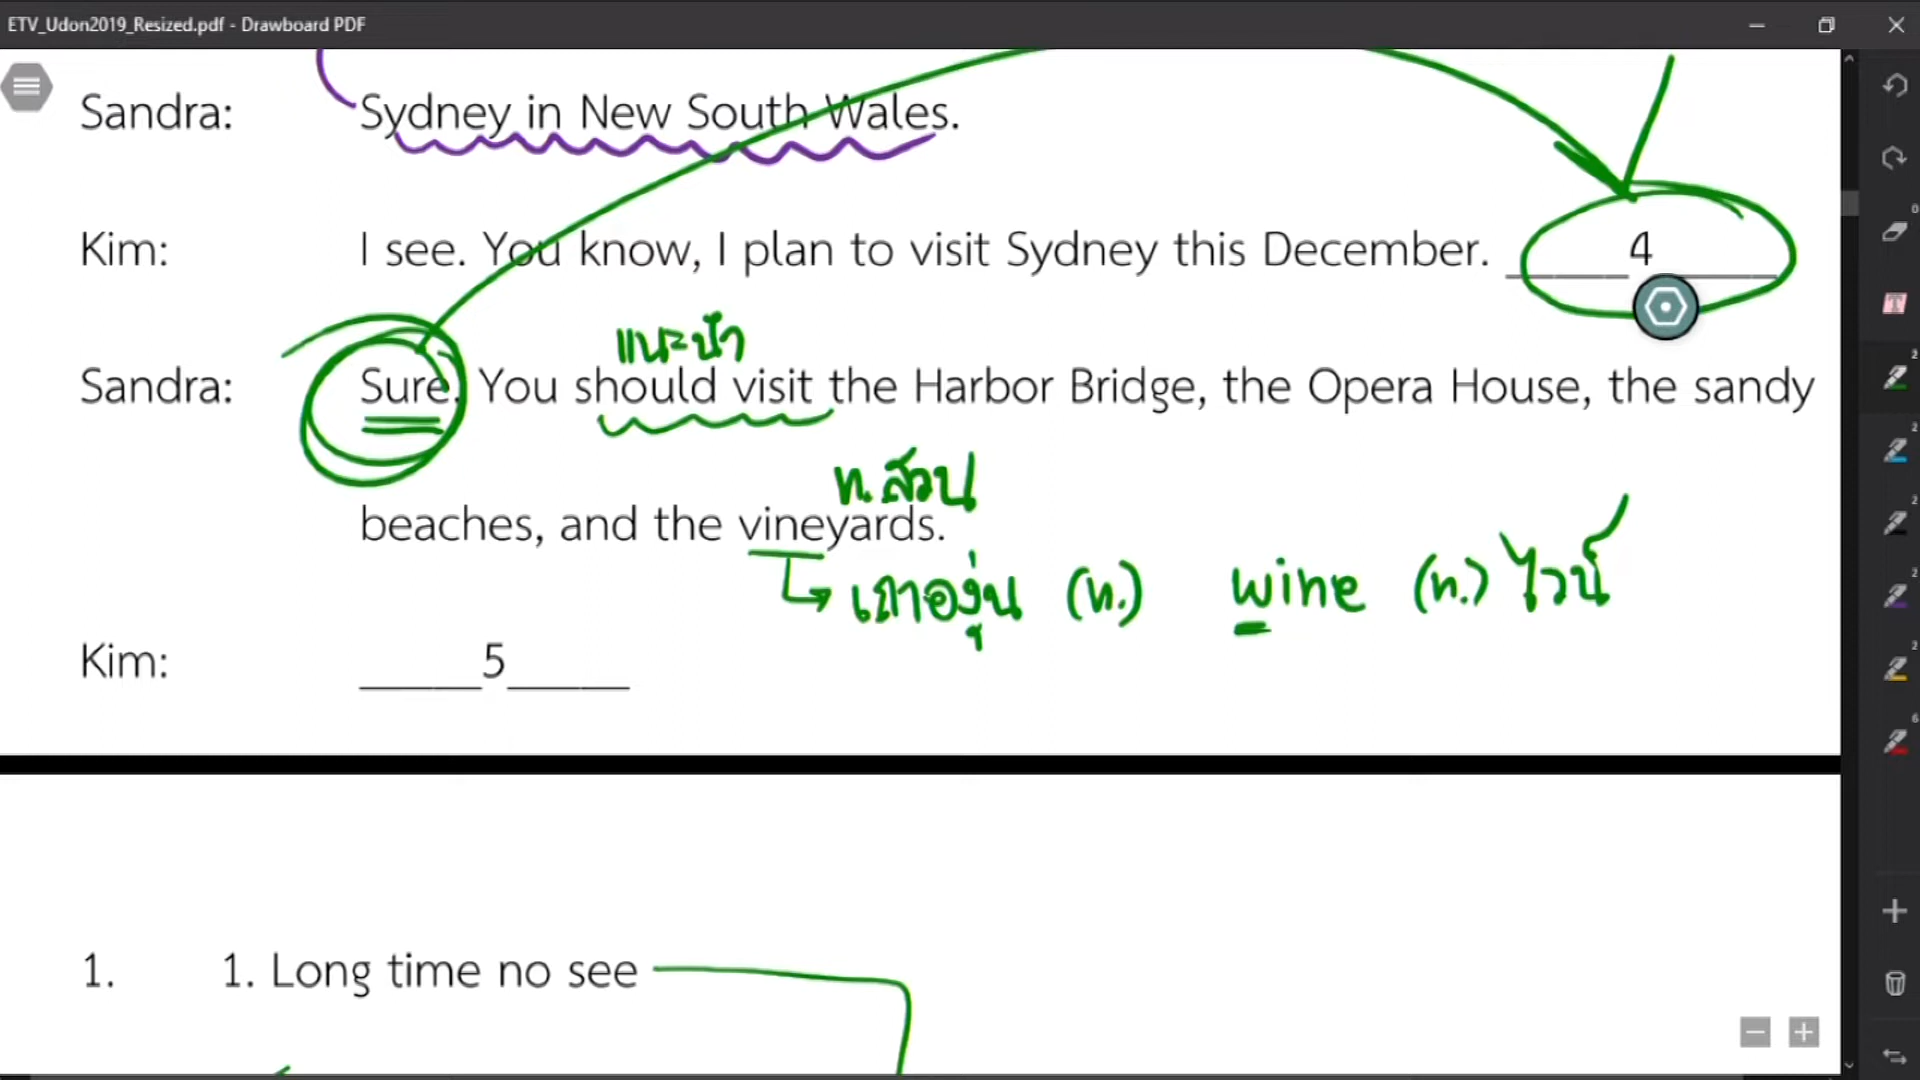 ETV_Udon2019_Resized.pdf - Drawboard PDF
Sandra: Sydney in New South Wales.
Kim: I see. You know, I plan to visit Sydney this December. ______4______
แนะนำ
Sandra: Sure. You should visit the Harbor Bridge, the Opera House, the sandy
ท.สวน
beaches, and the vineyards.
เถาองุ่น (n.) wine (n.) ไวน์
Kim: _____5_____
1. 1. Long time no see